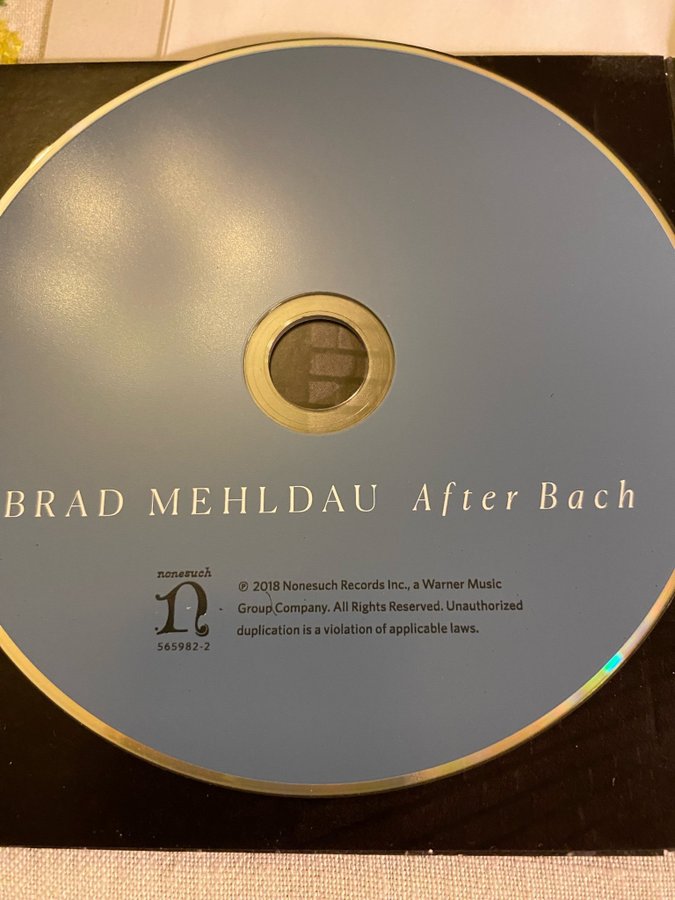 BRAD MEHLDAU After Bach
nonesuch
n
565982-2
℗ 2018 Nonesuch Records Inc., a Warner Music
Group Company. All Rights Reserved. Unauthorized
duplication is a violation of applicable laws.